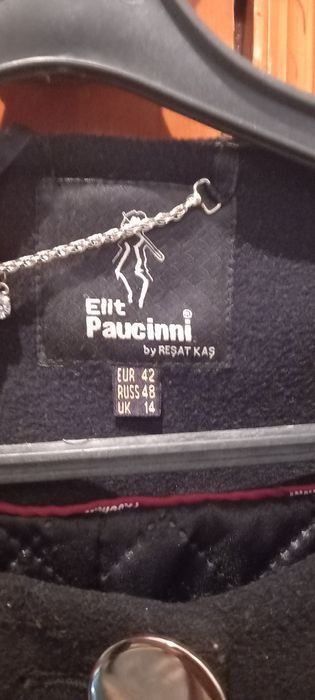 Elit
Paucinni®
by REŞAT KAŞ
EUR 42
RUSS 48
UK 14